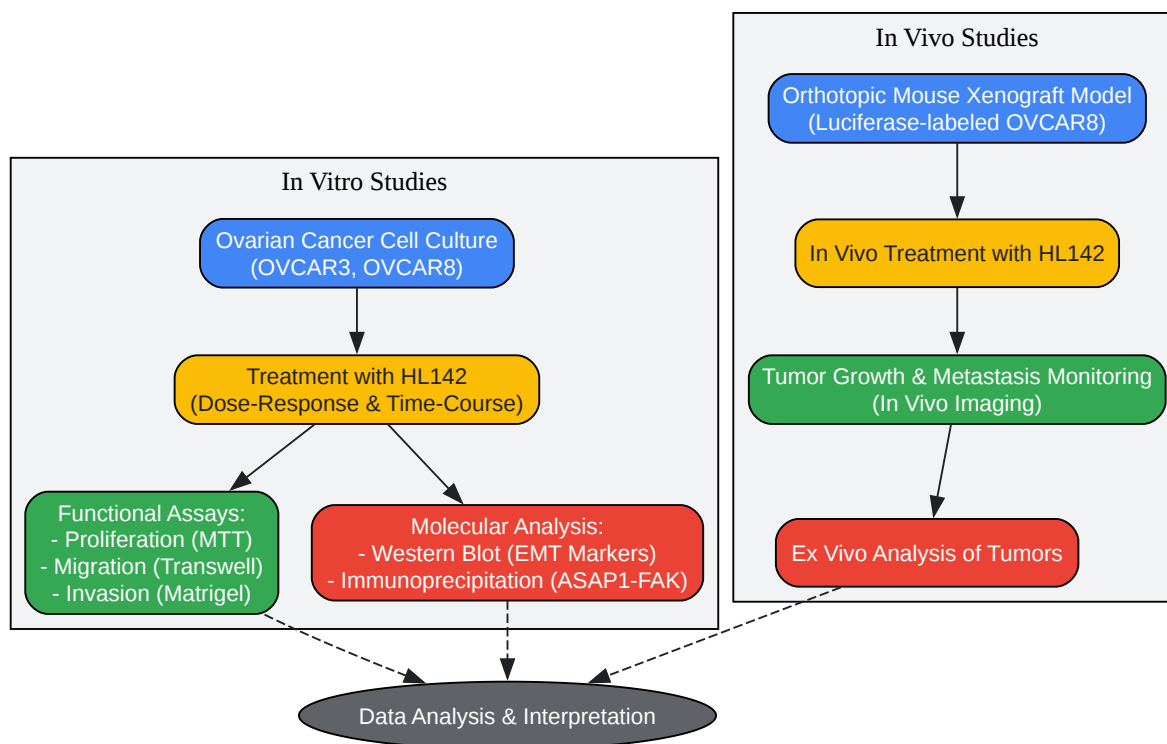 In Vitro Studies
Ovarian Cancer Cell Culture
(OVCAR3, OVCAR8)
Treatment with HL142
(Dose-Response & Time-Course)
Functional Assays:
- Proliferation (MTT)
- Migration (Transwell)
- Invasion (Matrigel)
Molecular Analysis:
- Western Blot (EMT Markers)
- Immunoprecipitation (ASAP1-FAK)
In Vivo Studies
Orthotopic Mouse Xenograft Model
(Luciferase-labeled OVCAR8)
In Vivo Treatment with HL142
Tumor Growth & Metastasis Monitoring
(In Vivo Imaging)
Ex Vivo Analysis of Tumors
Data Analysis & Interpretation